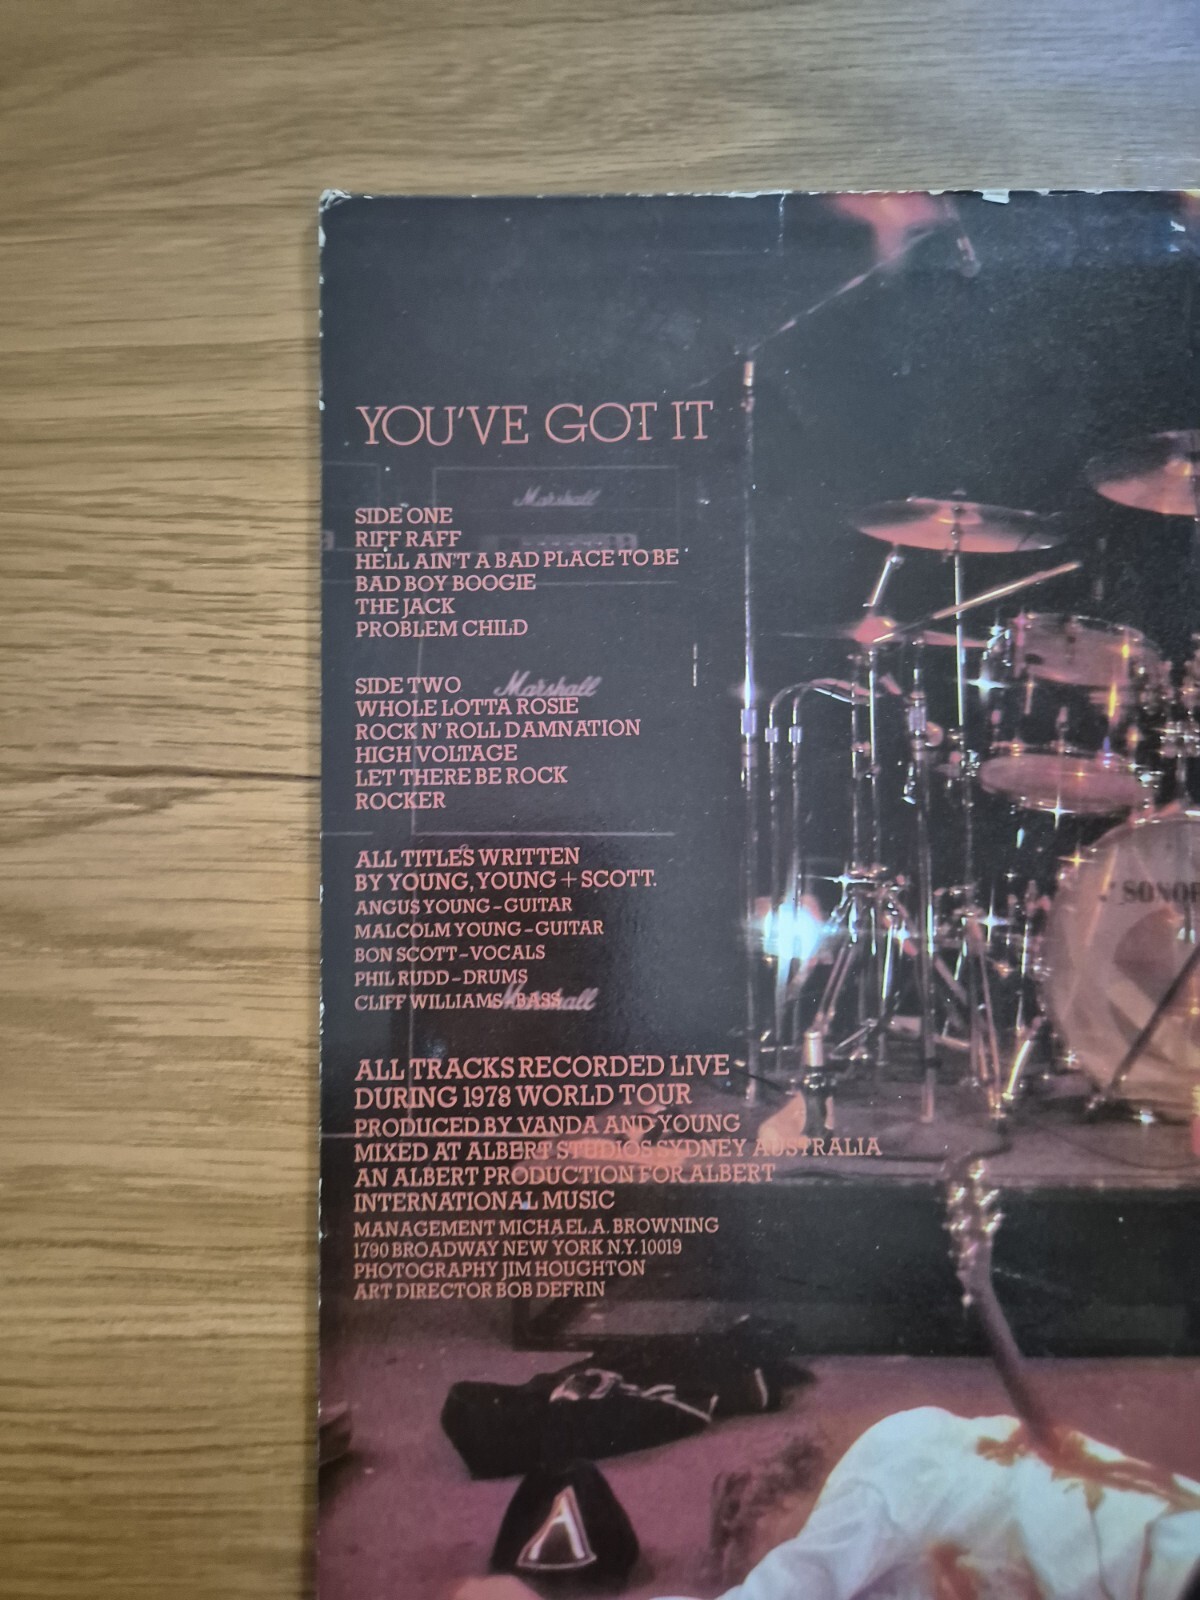 YOU'VE GOT IT
Marshall
SIDE ONE
RIFF RAFF
HELL AIN'T A BAD PLACE TO BE
BAD BOY BOOGIE
THE JACK
PROBLEM CHILD
SIDE TWO
Marshall
WHOLE LOTTA ROSIE
ROCK N' ROLL DAMNATION
HIGH VOLTAGE
LET THERE BE ROCK
ROCKER
ALL TITLES WRITTEN
BY YOUNG, YOUNG + SCOTT.
ANGUS YOUNG – GUITAR
MALCOLM YOUNG – GUITAR
BON SCOTT – VOCALS
PHIL RUDD – DRUMS
CLIFF WILLIAMS – BASS
Marshall
ALL TRACKS RECORDED LIVE
DURING 1978 WORLD TOUR
PRODUCED BY VANDA AND YOUNG
MIXED AT ALBERT STUDIOS SYDNEY AUSTRALIA
AN ALBERT PRODUCTION FOR ALBERT
INTERNATIONAL MUSIC
MANAGEMENT MICHAEL.A. BROWNING
1790 BROADWAY NEW YORK N.Y. 10019
PHOTOGRAPHY JIM HOUGHTON
ART DIRECTOR BOB DEFRIN
SONOR
A